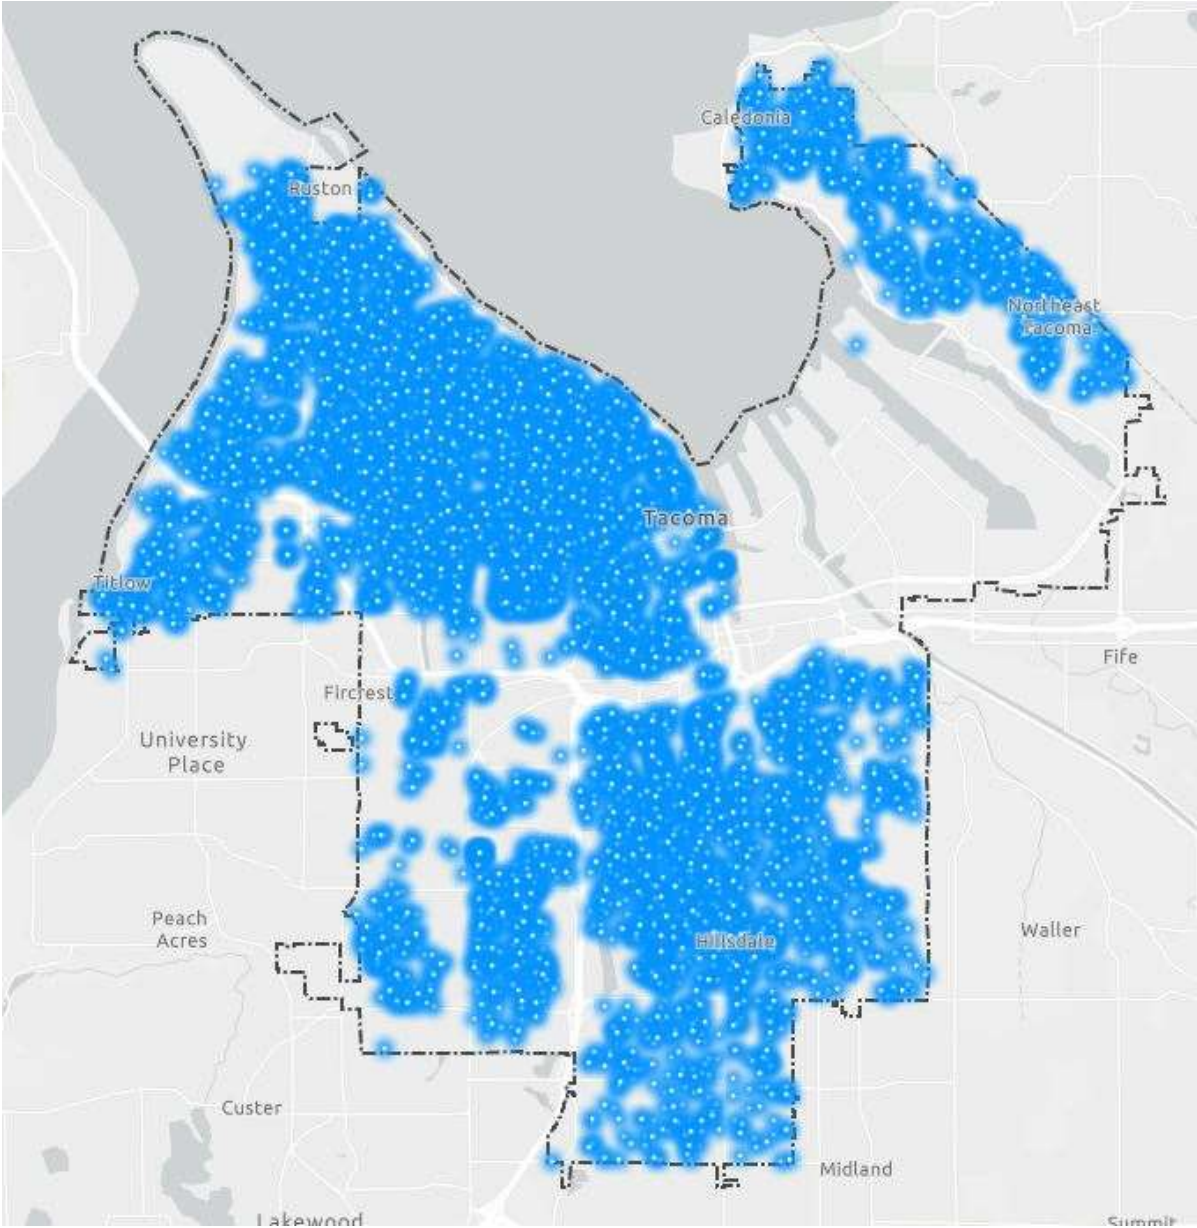 Caledonia
Ruston
Northeast
Tacoma
Tacoma
Titlow
Fife
Fircrest
University
Place
Peach
Acres
Waller
Hillsdale
Custer
Midland
Lakewood
Summit